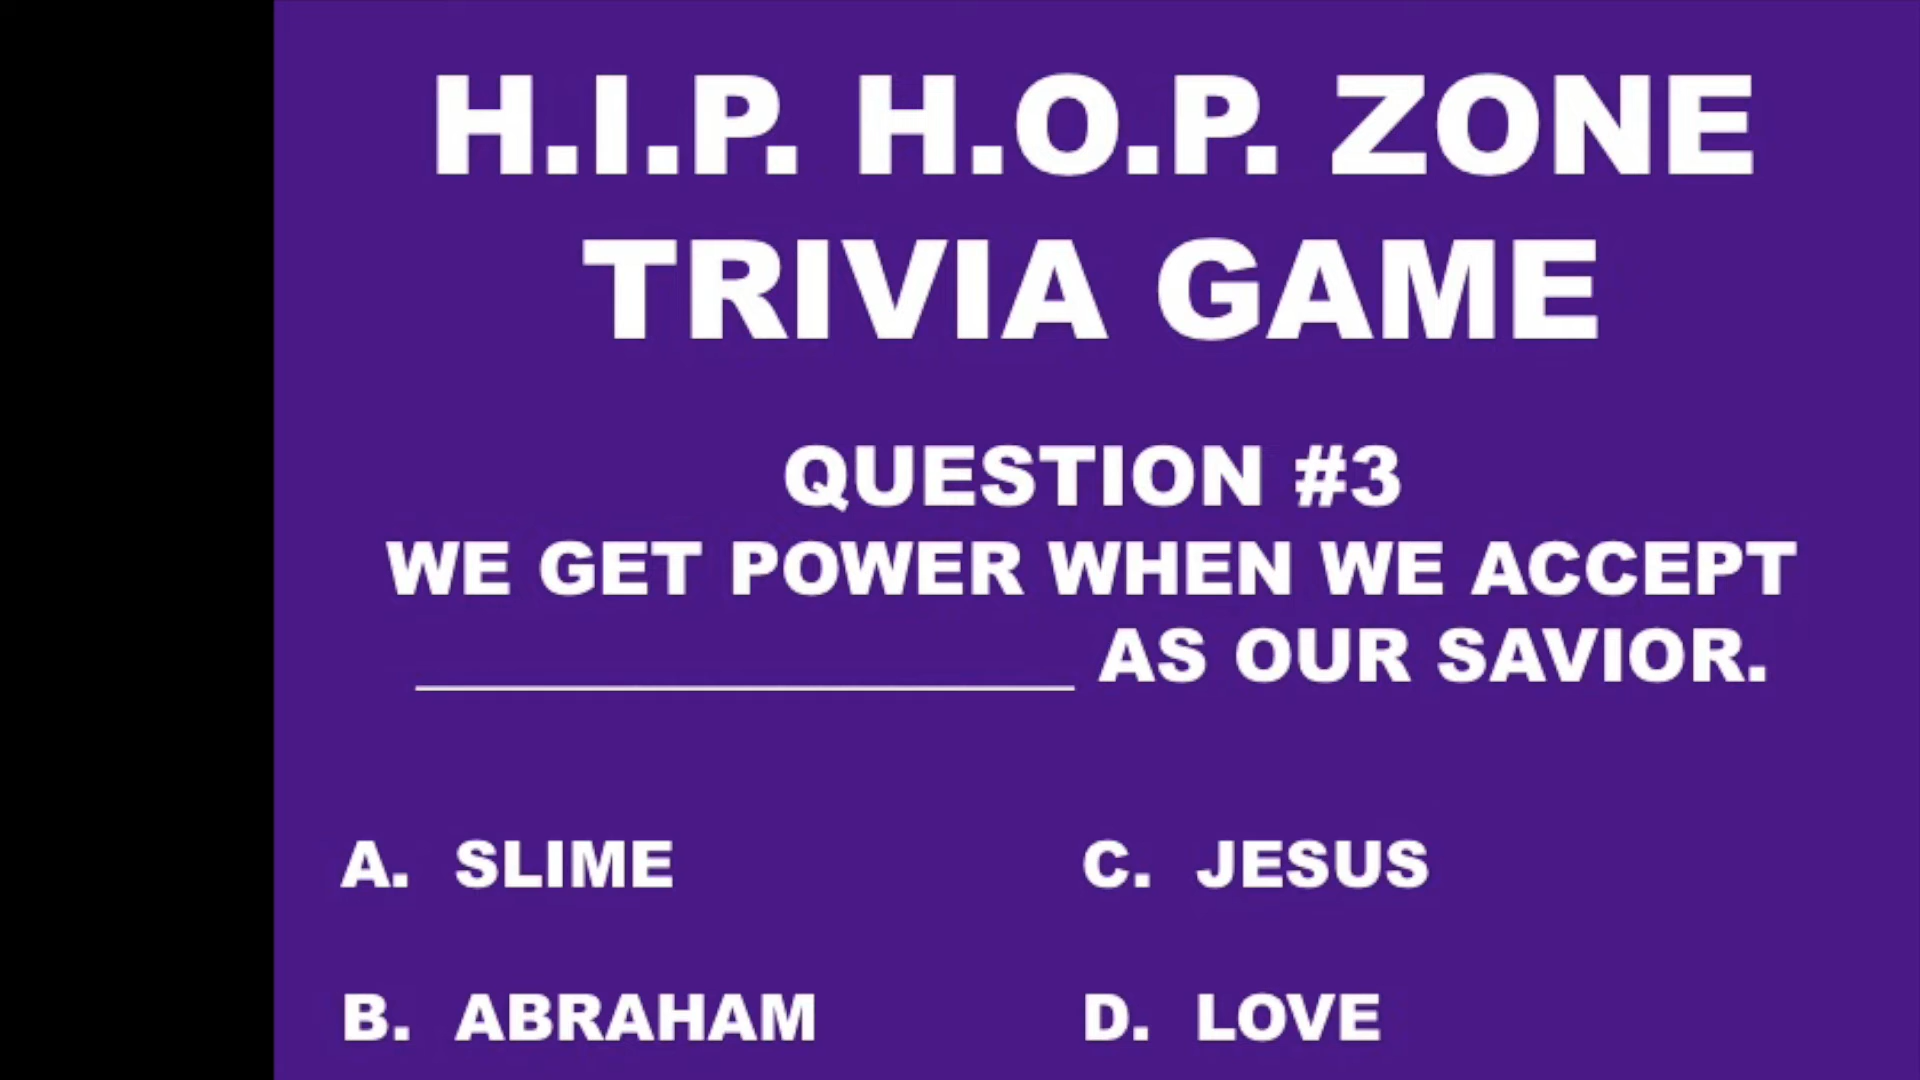 H.I.P. H.O.P. ZONE
TRIVIA GAME
QUESTION #3
WE GET POWER WHEN WE ACCEPT
____________________ AS OUR SAVIOR.
A. SLIME
C. JESUS
B. ABRAHAM
D. LOVE